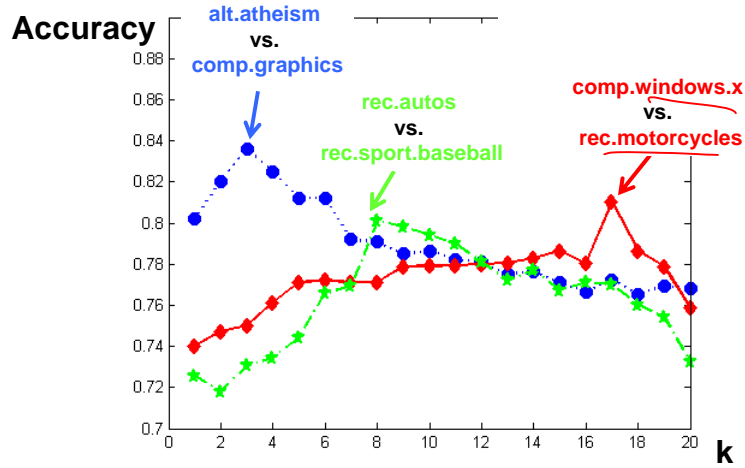 Accuracy
alt.atheism
vs.
comp.graphics
rec.autos
vs.
rec.sport.baseball
comp.windows.x
vs.
rec.motorcycles
0.88
0.86
0.84
0.82
0.8
0.78
0.76
0.74
0.72
0.7
0 2 4 6 8 10 12 14 16 18 20
k